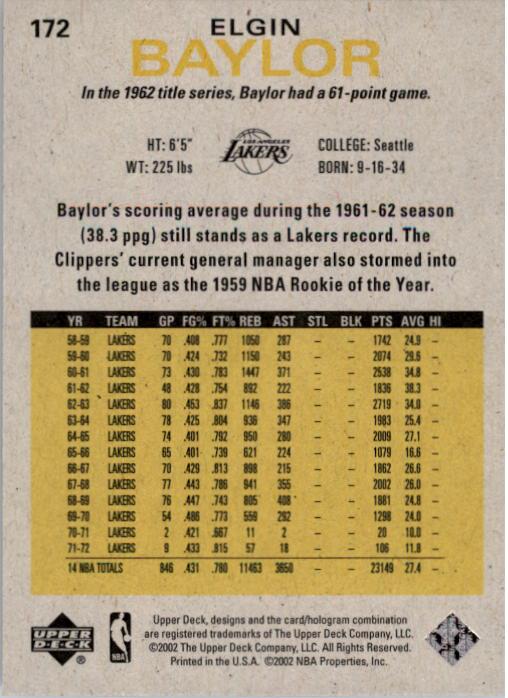 172
ELGIN
BAYLOR
In the 1962 title series, Baylor had a 61-point game.
HT: 6'5"
WT: 225 lbs
LOS ANGELES
LAKERS
COLLEGE: Seattle
BORN: 9-16-34
Baylor's scoring average during the 1961-62 season
(38.3 ppg) still stands as a Lakers record. The
Clippers' current general manager also stormed into
the league as the 1959 NBA Rookie of the Year.
YR TEAM GP FG% FT% REB AST STL BLK PTS AVG HI
58-59 LAKERS 70 .408 .777 1050 287 – – 1742 24.9 –
59-60 LAKERS 70 .424 .732 1150 243 – – 2074 29.6 –
60-61 LAKERS 73 .430 .783 1447 371 – – 2538 34.8 –
61-62 LAKERS 48 .428 .754 892 222 – – 1836 38.3 –
62-63 LAKERS 80 .453 .837 1146 386 – – 2719 34.0 –
63-64 LAKERS 78 .425 .804 936 347 – – 1983 25.4 –
64-65 LAKERS 74 .401 .792 950 280 – – 2009 27.1 –
65-66 LAKERS 65 .401 .739 621 224 – – 1079 16.6 –
66-67 LAKERS 70 .429 .813 898 215 – – 1862 26.6 –
67-68 LAKERS 77 .443 .786 941 355 – – 2002 26.0 –
68-69 LAKERS 76 .447 .743 805 408 – – 1881 24.8 –
69-70 LAKERS 54 .486 .773 559 292 – – 1298 24.0 –
70-71 LAKERS 2 .421 .667 11 2 – – 20 10.0 –
71-72 LAKERS 9 .433 .815 57 18 – – 106 11.8 –
14 NBA TOTALS 846 .431 .780 11463 3650 – – 23149 27.4 –
UPPER
DECK
®
NBA
Upper Deck, designs and the card/hologram combination
are registered trademarks of The Upper Deck Company, LLC.
©2002 The Upper Deck Company, LLC. All Rights Reserved.
Printed in the U.S.A. ©2002 NBA Properties, Inc.